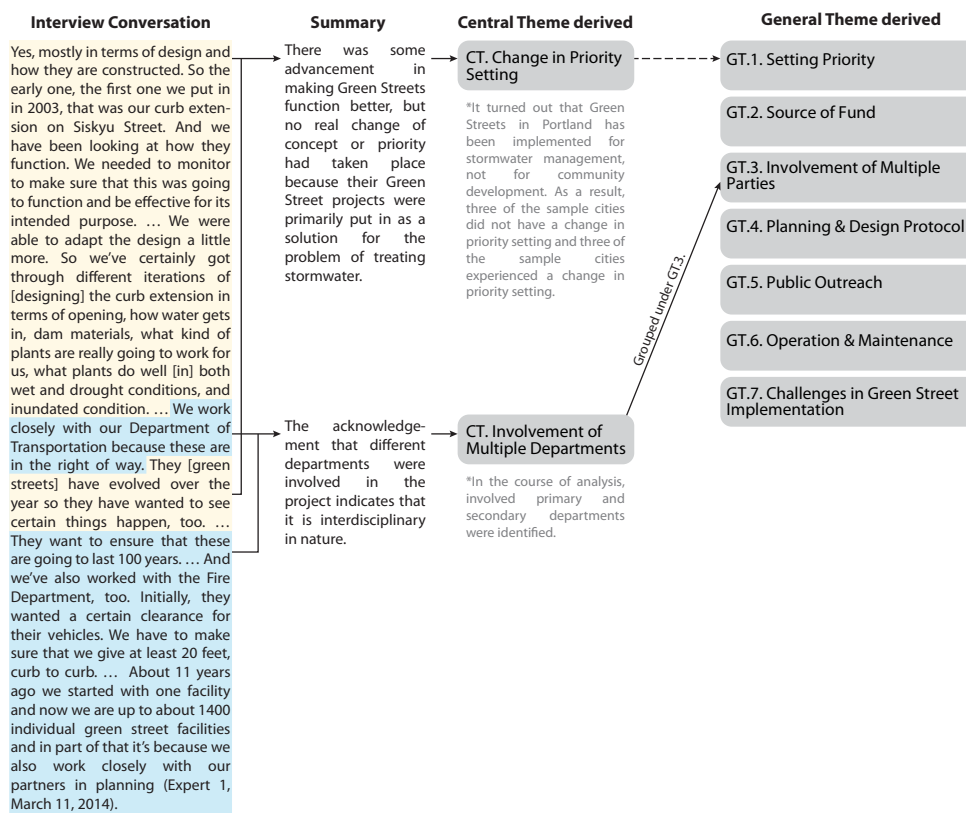 Interview Conversation
Yes, mostly in terms of design and
how they are constructed. So the
early one, the first one we put in
in 2003, that was our curb exten-
sion on Siskyu Street. And we
have been looking at how they
function. We needed to monitor
to make sure that this was going
to function and be effective for its
intended purpose. … We were
able to adapt the design a little
more. So we’ve certainly got
through different iterations of
[designing] the curb extension in
terms of opening, how water gets
in, dam materials, what kind of
plants are really going to work for
us, what plants do well [in] both
wet and drought conditions, and
inundated condition. … We work
closely with our Department of
Transportation because these are
in the right of way. They [green
streets] have evolved over the
year so they have wanted to see
certain things happen, too. …
They want to ensure that these
are going to last 100 years. … And
we’ve also worked with the Fire
Department, too. Initially, they
wanted a certain clearance for
their vehicles. We have to make
sure that we give at least 20 feet,
curb to curb. … About 11 years
ago we started with one facility
and now we are up to about 1400
individual green street facilities
and in part of that it’s because we
also work closely with our
partners in planning (Expert 1,
March 11, 2014).
Summary
There was some
advancement in
making Green Streets
function better, but
no real change of
concept or priority
had taken place
because their Green
Street projects were
primarily put in as a
solution for the
problem of treating
stormwater.
The acknowledge-
ment that different
departments were
involved in the
project indicates that
it is interdisciplinary
in nature.
Central Theme derived
CT. Change in Priority
Setting
*It turned out that Green
Streets in Portland has
been implemented for
stormwater management,
not for community
development. As a result,
three of the sample cities
did not have a change in
priority setting and three of
the sample cities
experienced a change in
priority setting.
CT. Involvement of
Multiple Departments
*In the course of analysis,
involved primary and
secondary departments
were identified.
Grouped under GT.3.
General Theme derived
GT.1. Setting Priority
GT.2. Source of Fund
GT.3. Involvement of Multiple
Parties
GT.4. Planning & Design Protocol
GT.5. Public Outreach
GT.6. Operation & Maintenance
GT.7. Challenges in Green Street
Implementation